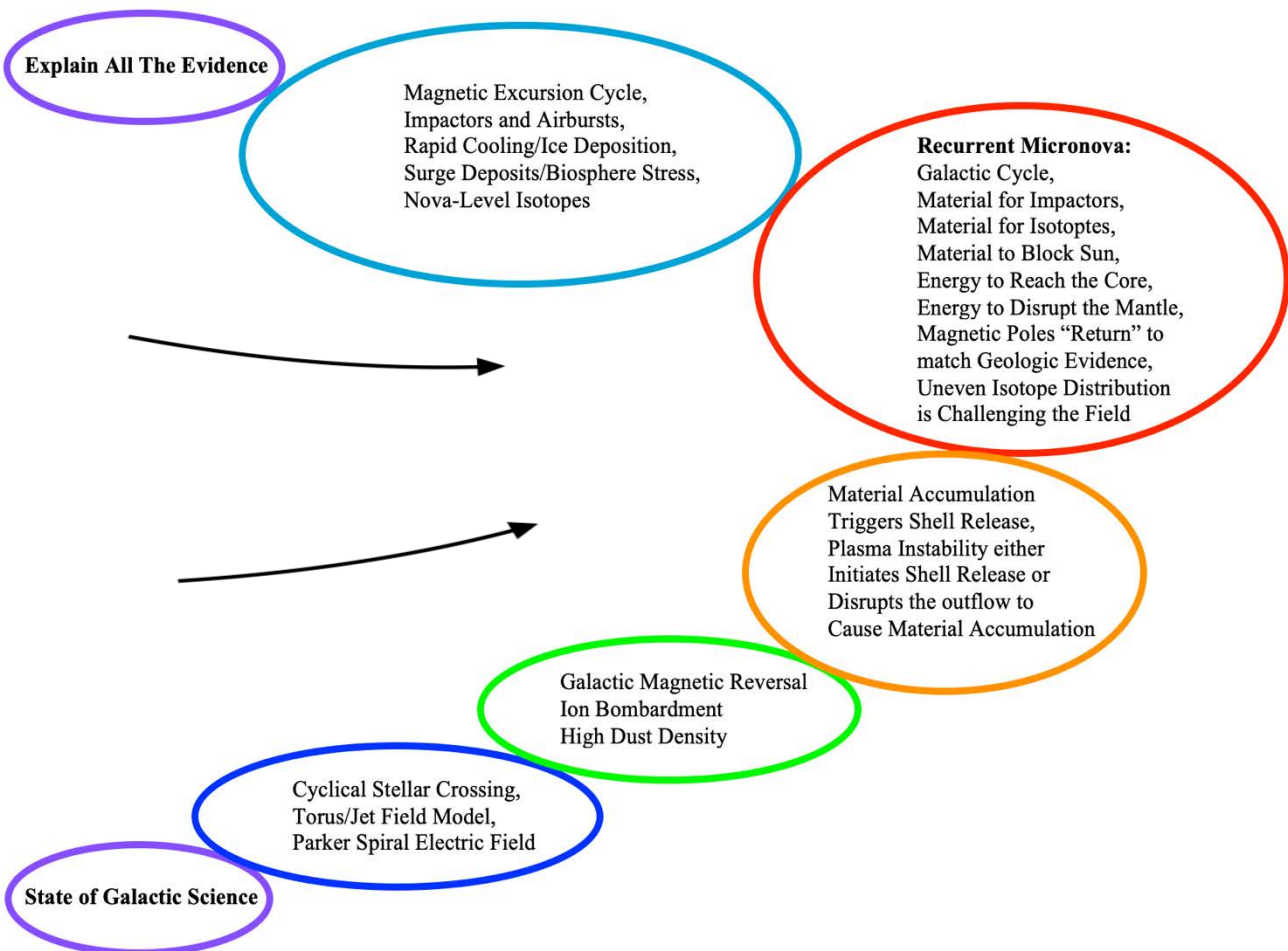 Explain All The Evidence
Magnetic Excursion Cycle,
Impactors and Airbursts,
Rapid Cooling/Ice Deposition,
Surge Deposits/Biosphere Stress,
Nova-Level Isotopes
Recurrent Micronova:
Galactic Cycle,
Material for Impactors,
Material for Isotoptes,
Material to Block Sun,
Energy to Reach the Core,
Energy to Disrupt the Mantle,
Magnetic Poles “Return” to
match Geologic Evidence,
Uneven Isotope Distribution
is Challenging the Field
Material Accumulation
Triggers Shell Release,
Plasma Instability either
Initiates Shell Release or
Disrupts the outflow to
Cause Material Accumulation
Galactic Magnetic Reversal
Ion Bombardment
High Dust Density
Cyclical Stellar Crossing,
Torus/Jet Field Model,
Parker Spiral Electric Field
State of Galactic Science